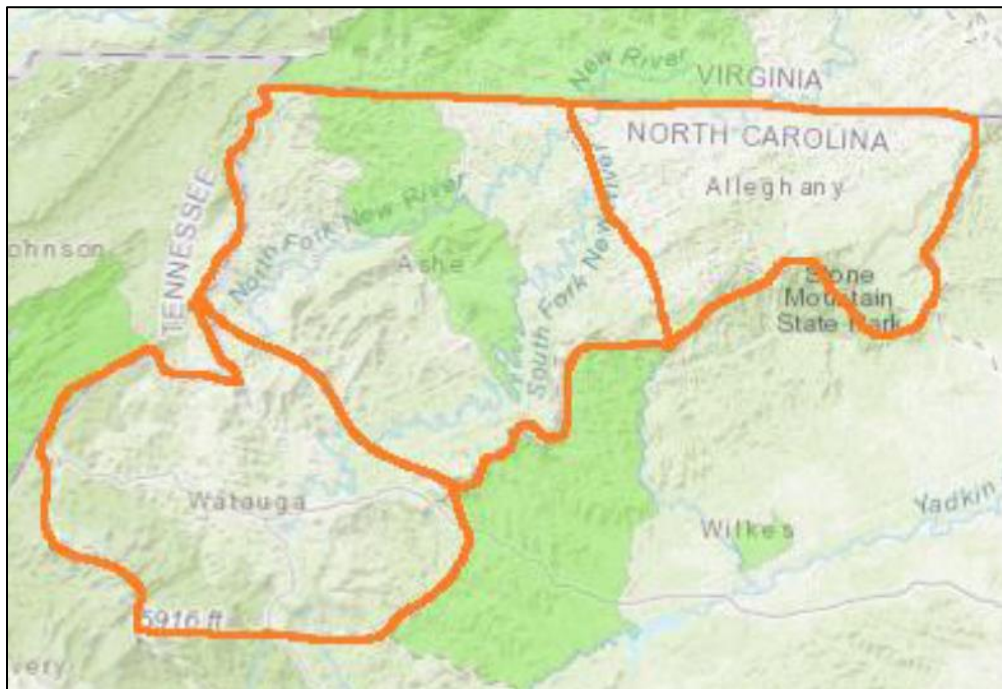 New River
VIRGINIA
NORTH CAROLINA
Alleghany
TENNESSEE
North Fork New River
South Fork New River
ohnson
Ashe
Stone
Mountain
State Park
Watauga
Wilkes
Yadkin
5916 ft
very